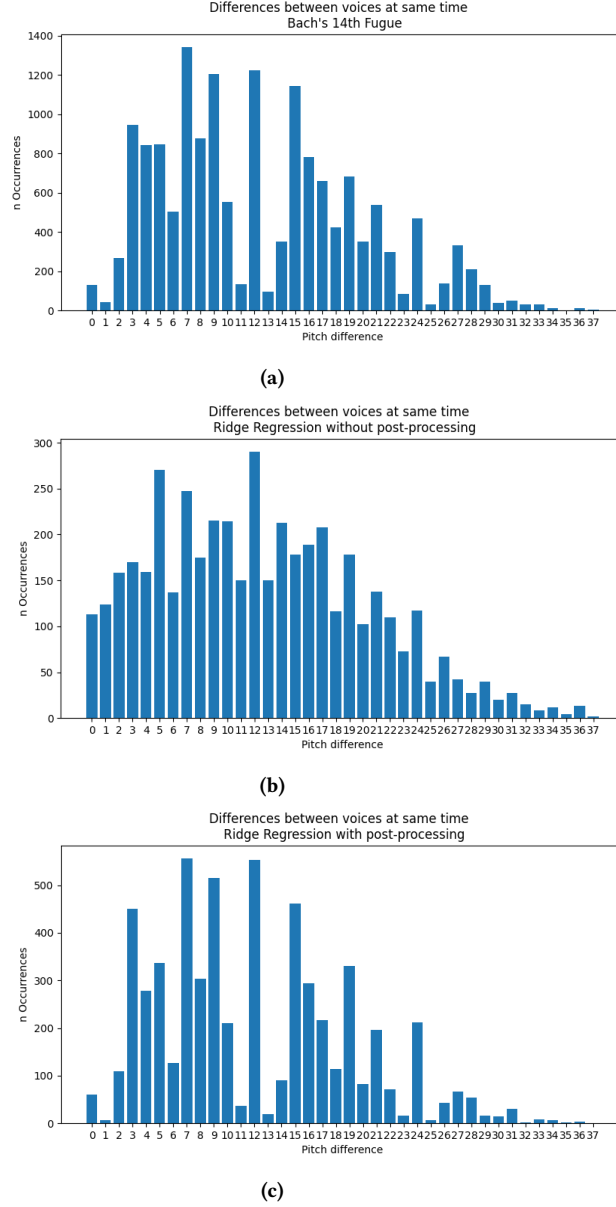 Differences between voices at same time
Bach's 14th Fugue
n Occurrences
1400
1200
1000
800
600
400
200
0
0 1 2 3 4 5 6 7 8 9 10 11 12 13 14 15 16 17 18 19 20 21 22 23 24 25 26 27 28 29 30 31 32 33 34 35 36 37
Pitch difference
(a)
Differences between voices at same time
Ridge Regression without post-processing
n Occurrences
300
250
200
150
100
50
0
0 1 2 3 4 5 6 7 8 9 10 11 12 13 14 15 16 17 18 19 20 21 22 23 24 25 26 27 28 29 30 31 32 33 34 35 36 37
Pitch difference
(b)
Differences between voices at same time
Ridge Regression with post-processing
n Occurrences
500
400
300
200
100
0
0 1 2 3 4 5 6 7 8 9 10 11 12 13 14 15 16 17 18 19 20 21 22 23 24 25 26 27 28 29 30 31 32 33 34 35 36 37
Pitch difference
(c)